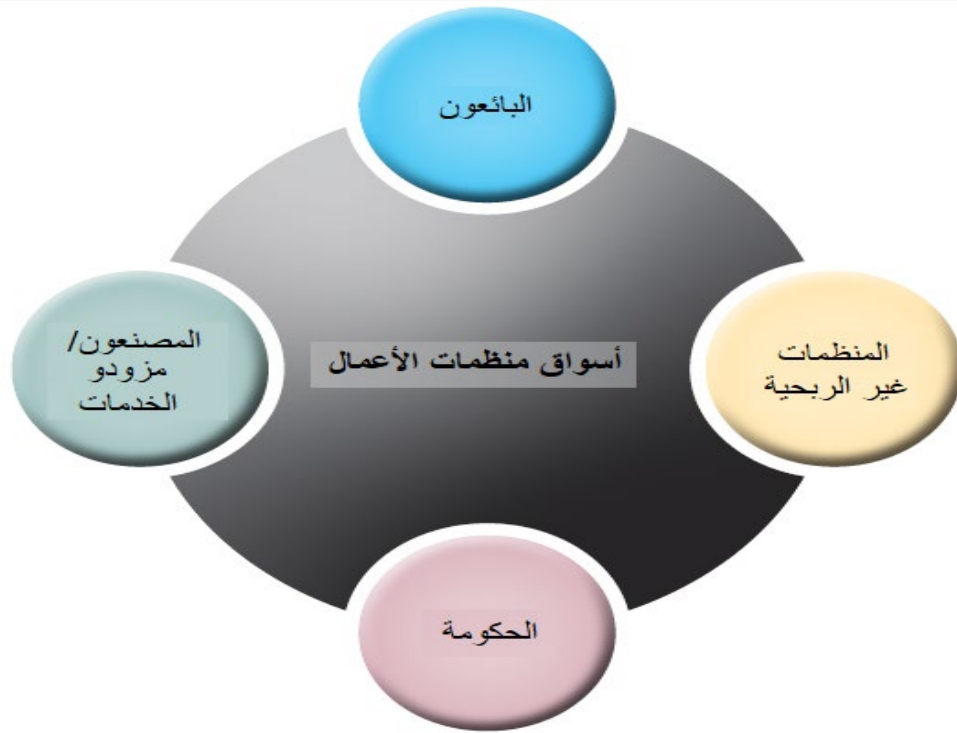 البائعون
المنظمات
غير الربحية
أسواق منظمات الأعمال
المصنعون/
مزودو
الخدمات
الحكومة